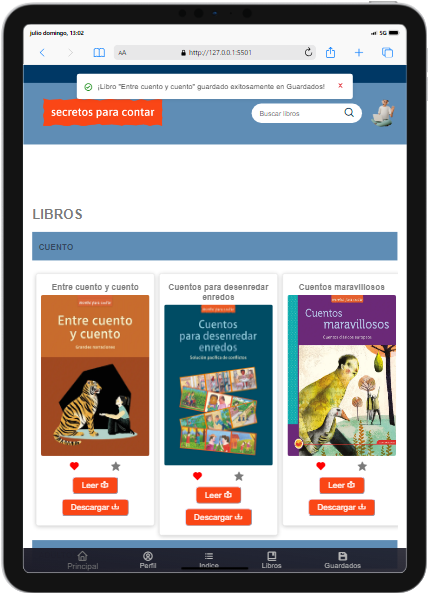 julio domingo, 13:02
5G
AA
http://127.0.0.1:5501
¡Libro "Entre cuento y cuento" guardado exitosamente en Guardados!
x
secretos para contar
Buscar libros
LIBROS
CUENTO
Entre cuento y cuento
Entre cuento
y cuento
Grandes narraciones
Leer
Descargar
Cuentos para desenredar
enredos
Cuentos
para desenredar
enredos
Solución pacífica de conflictos
Leer
Descargar
Cuentos maravillosos
Cuentos
maravillosos
Cuentos clásicos europeos
Leer
Descargar
Principal
Perfil
Indice
Libros
Guardados